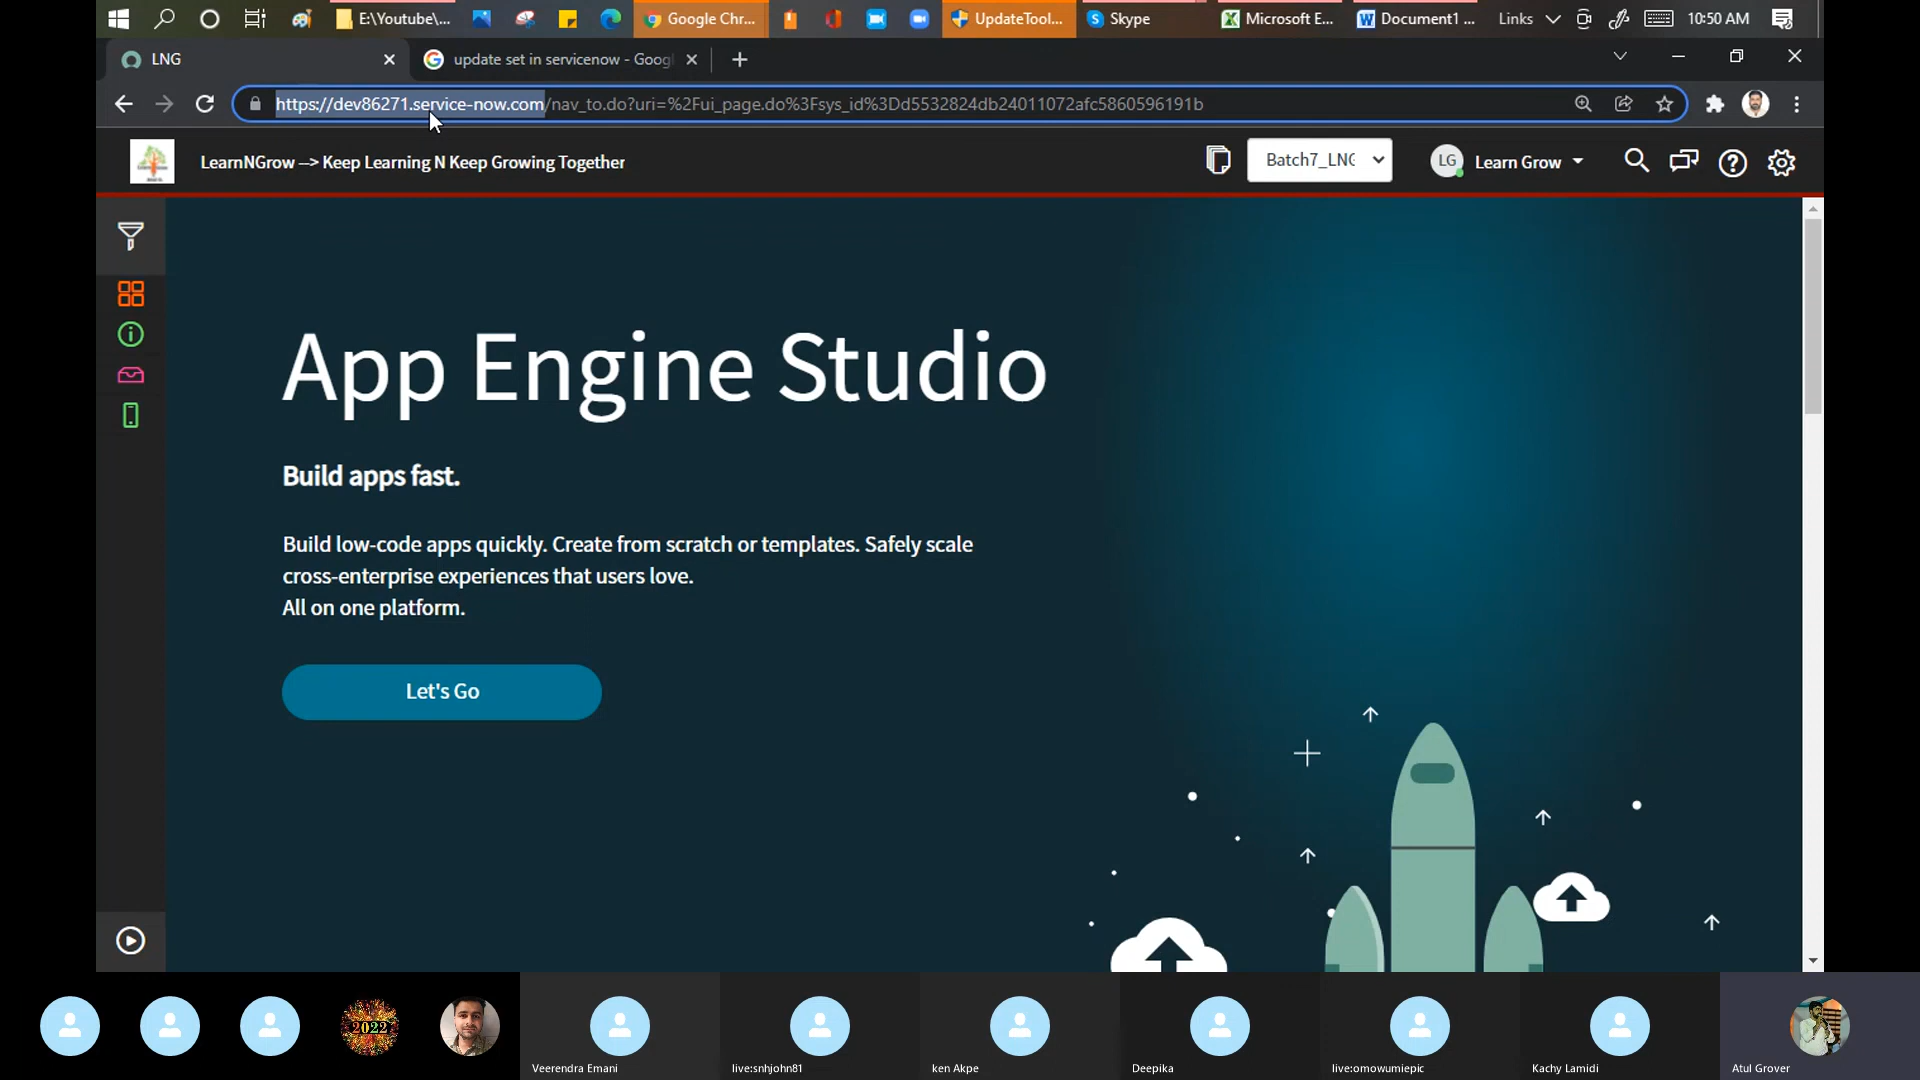 E:\Youtube\...
Google Chr...
UpdateTool...
Skype
Microsoft E...
Document1 ...
Links
10:50 AM
LNG
update set in servicenow - Goog
https://dev86271.service-now.com/nav_to.do?uri=%2Fui_page.do%3Fsys_id%3Dd5532824db24011072afc5860596191b
LearnNGrow --> Keep Learning N Keep Growing Together
Batch7_LNG
LG
Learn Grow
App Engine Studio
Build apps fast.
Build low-code apps quickly. Create from scratch or templates. Safely scale
cross-enterprise experiences that users love.
All on one platform.
Let's Go
2022
Veerendra Emani
live:snhjohn81
ken Akpe
Deepika
live:omowumiepic
Kachy Lamidi
Atul Grover